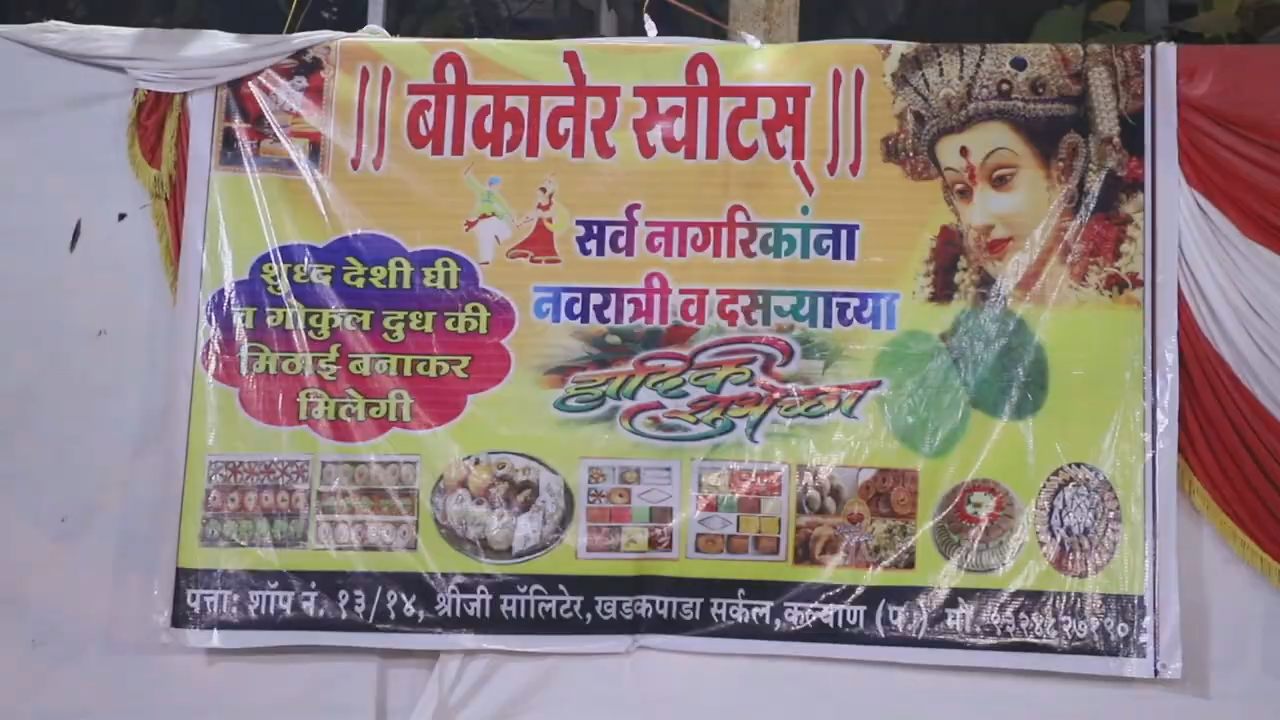 || बीकानेर स्वीटस् ||
सर्व नागरिकांना
नवरात्री व दसऱ्याच्या
हार्दिक शुभेच्छा
शुध्द देशी घी
व गोकुल दुध की
मिठाई बनाकर
मिलेगी
पत्ता: शॉप नं. १३/१४, श्रीजी सॉलिटेर, खडकपाडा सर्कल, कल्याण (प.) मो.